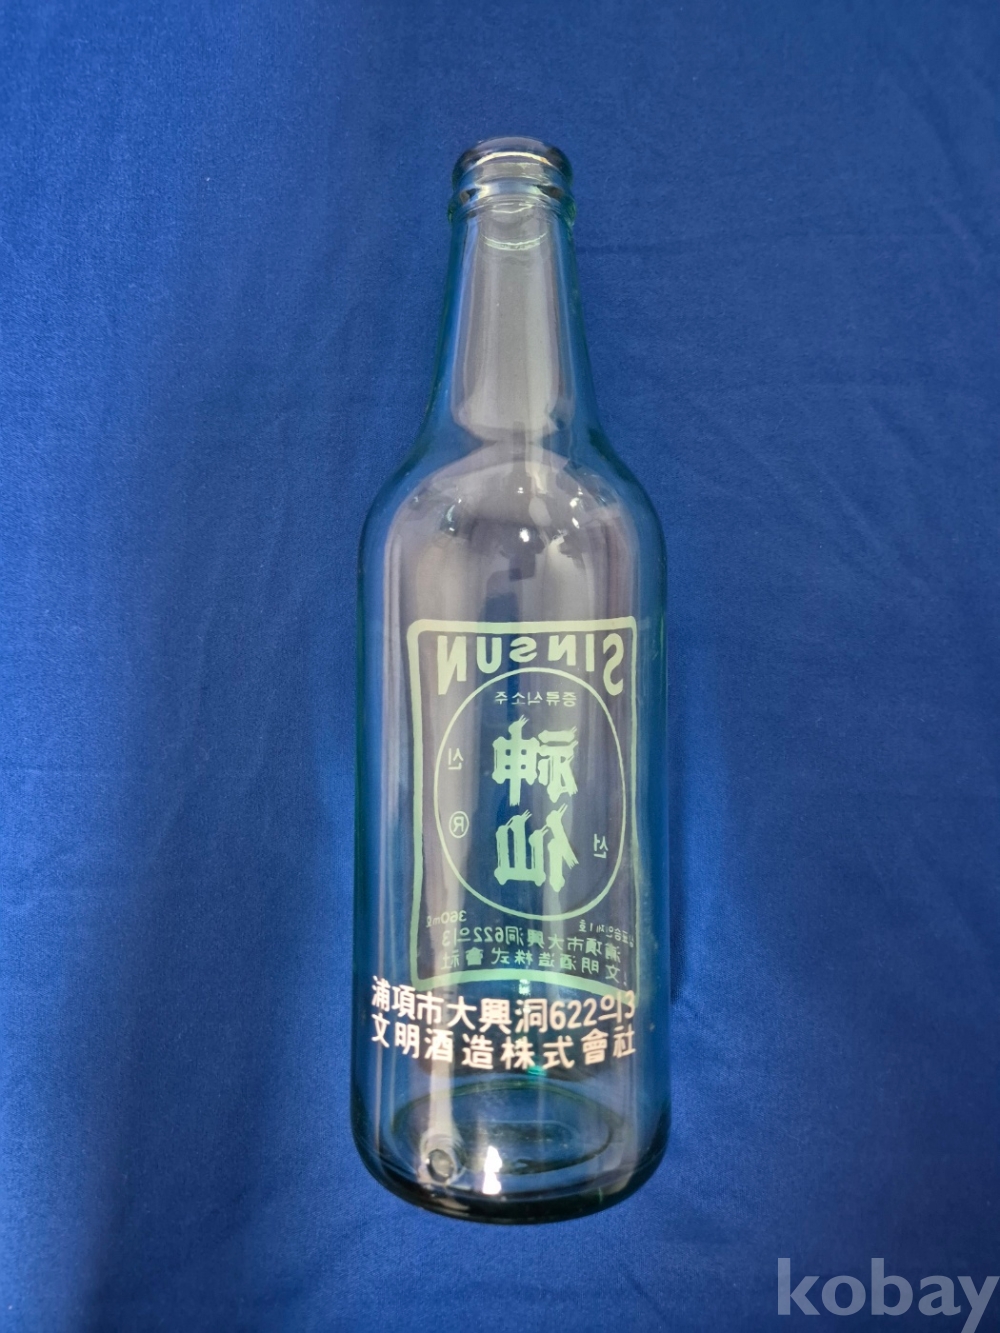 SINSUN
증류식소주
神
신
仙
선
®
360㎖
浦項市大興洞622의3
文明酒造株式會社
浦項市大興洞622의3
文明酒造株式會社
kobay